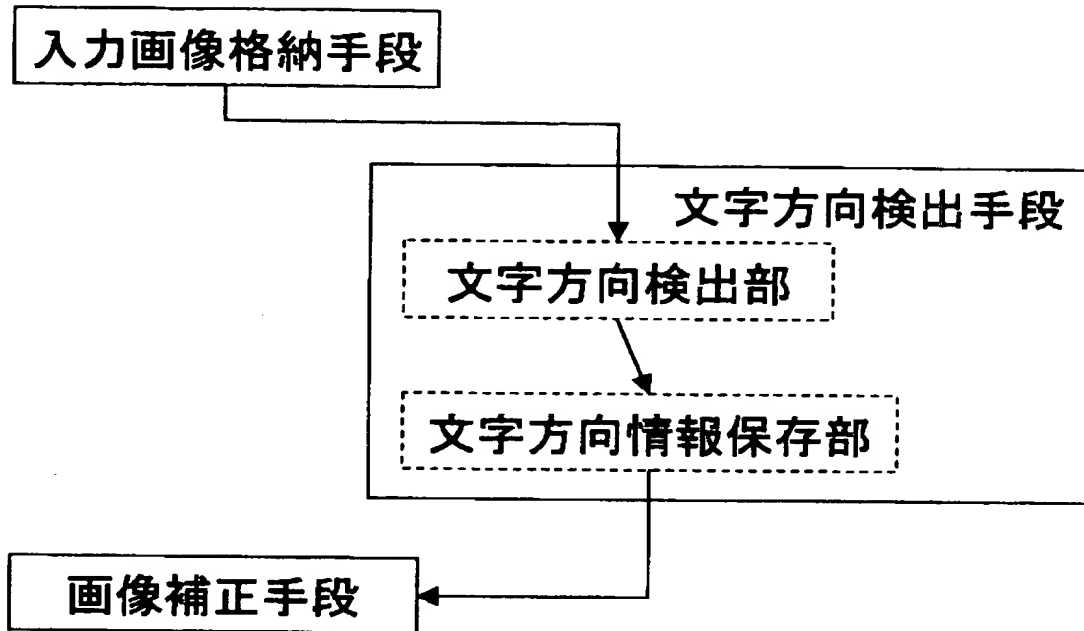 入力画像格納手段
文字方向検出手段
文字方向検出部
文字方向情報保存部
画像補正手段